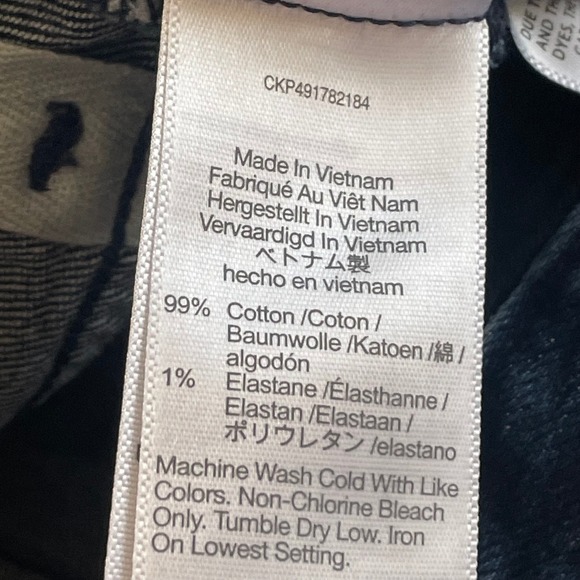 CKP491782184
Made In Vietnam
Fabriqué Au Viêt Nam
Hergestellt In Vietnam
Vervaardigd In Vietnam
ベトナム製
hecho en vietnam
99% Cotton /Coton /
Baumwolle /Katoen /綿 /
algodón
1% Elastane /Élasthanne /
Elastan /Elastaan /
ポリウレタン /elastano
Machine Wash Cold With Like
Colors. Non-Chlorine Bleach
Only. Tumble Dry Low. Iron
On Lowest Setting.
DUE
AND
DYES,